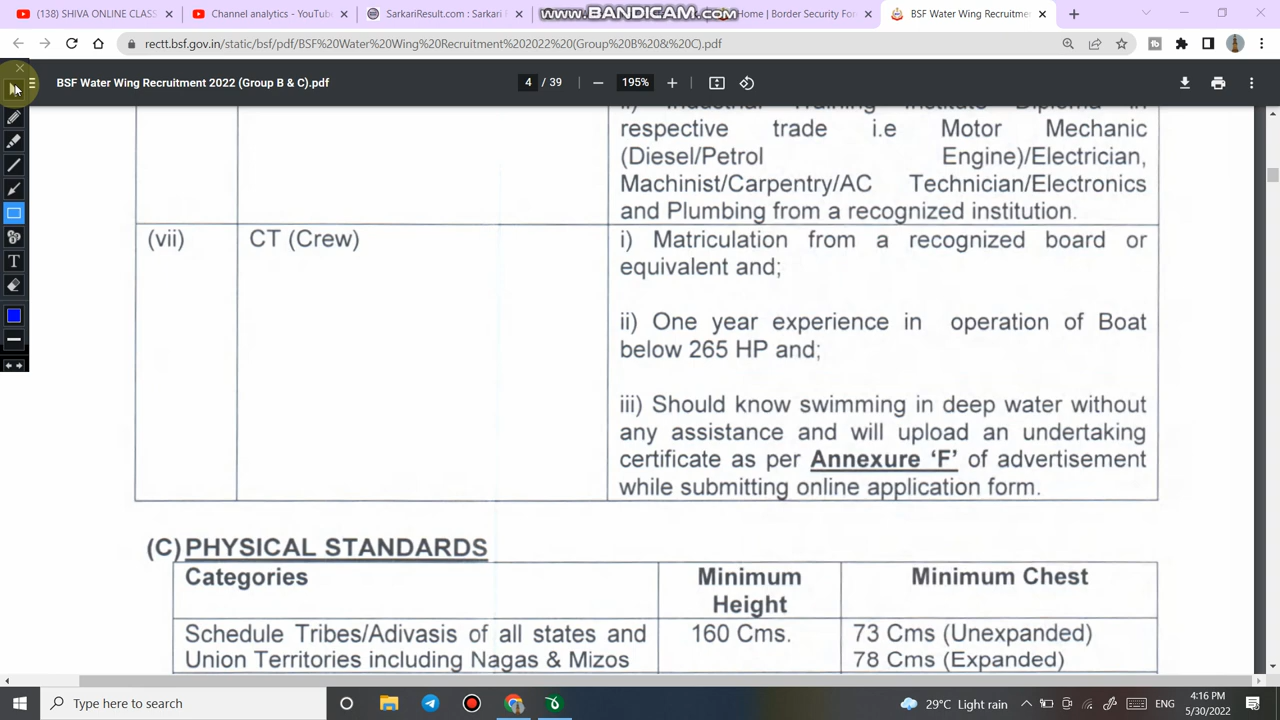 (138) SHIVA ONLINE CLASS
Channel analytics - YouTube
SarkariResult.com : Sarkari
www.BANDICAM.com
Home | Border Security For
BSF Water Wing Recruitment
rectt.bsf.gov.in/static/bsf/pdf/BSF%20Water%20Wing%20Recruitment%202022%20(Group%20B%20&%20C).pdf
BSF Water Wing Recruitment 2022 (Group B & C).pdf
4 / 39
195%
ii) Industrial Training Institute Diploma in
respective trade i.e Motor Mechanic
(Diesel/Petrol Engine)/Electrician,
Machinist/Carpentry/AC Technician/Electronics
and Plumbing from a recognized institution.
(vii)
CT (Crew)
i) Matriculation from a recognized board or
equivalent and;
ii) One year experience in operation of Boat
below 265 HP and;
iii) Should know swimming in deep water without
any assistance and will upload an undertaking
certificate as per Annexure ‘F’ of advertisement
while submitting online application form.
(C) PHYSICAL STANDARDS
Categories
Minimum
Height
Minimum Chest
Schedule Tribes/Adivasis of all states and
Union Territories including Nagas & Mizos
160 Cms.
73 Cms (Unexpanded)
78 Cms (Expanded)
Type here to search
29°C Light rain
ENG
4:16 PM
5/30/2022